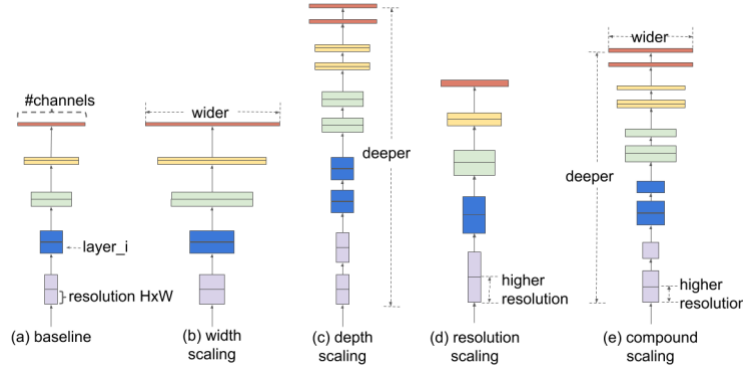 #channels
layer_i
resolution HxW
(a) baseline
wider
(b) width
scaling
deeper
(c) depth
scaling
higher
resolution
(d) resolution
scaling
wider
deeper
higher
resolution
(e) compound
scaling